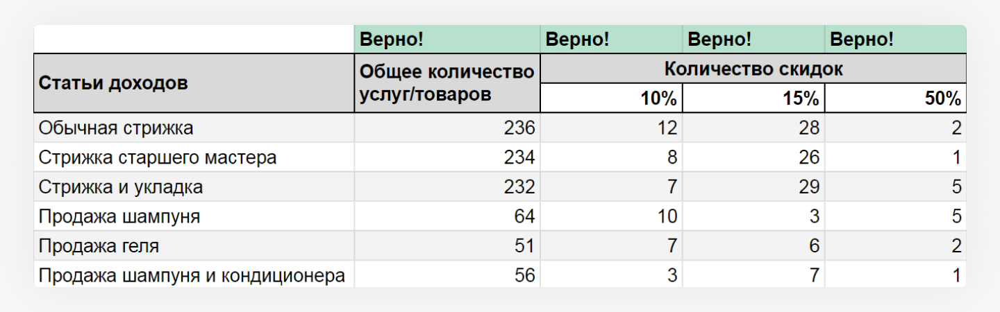 Верно! Верно! Верно! Верно!
Статьи доходов Общее количество услуг/товаров Количество скидок
10% 15% 50%
Обычная стрижка 236 12 28 2
Стрижка старшего мастера 234 8 26 1
Стрижка и укладка 232 7 29 5
Продажа шампуня 64 10 3 5
Продажа геля 51 7 6 2
Продажа шампуня и кондиционера 56 3 7 1